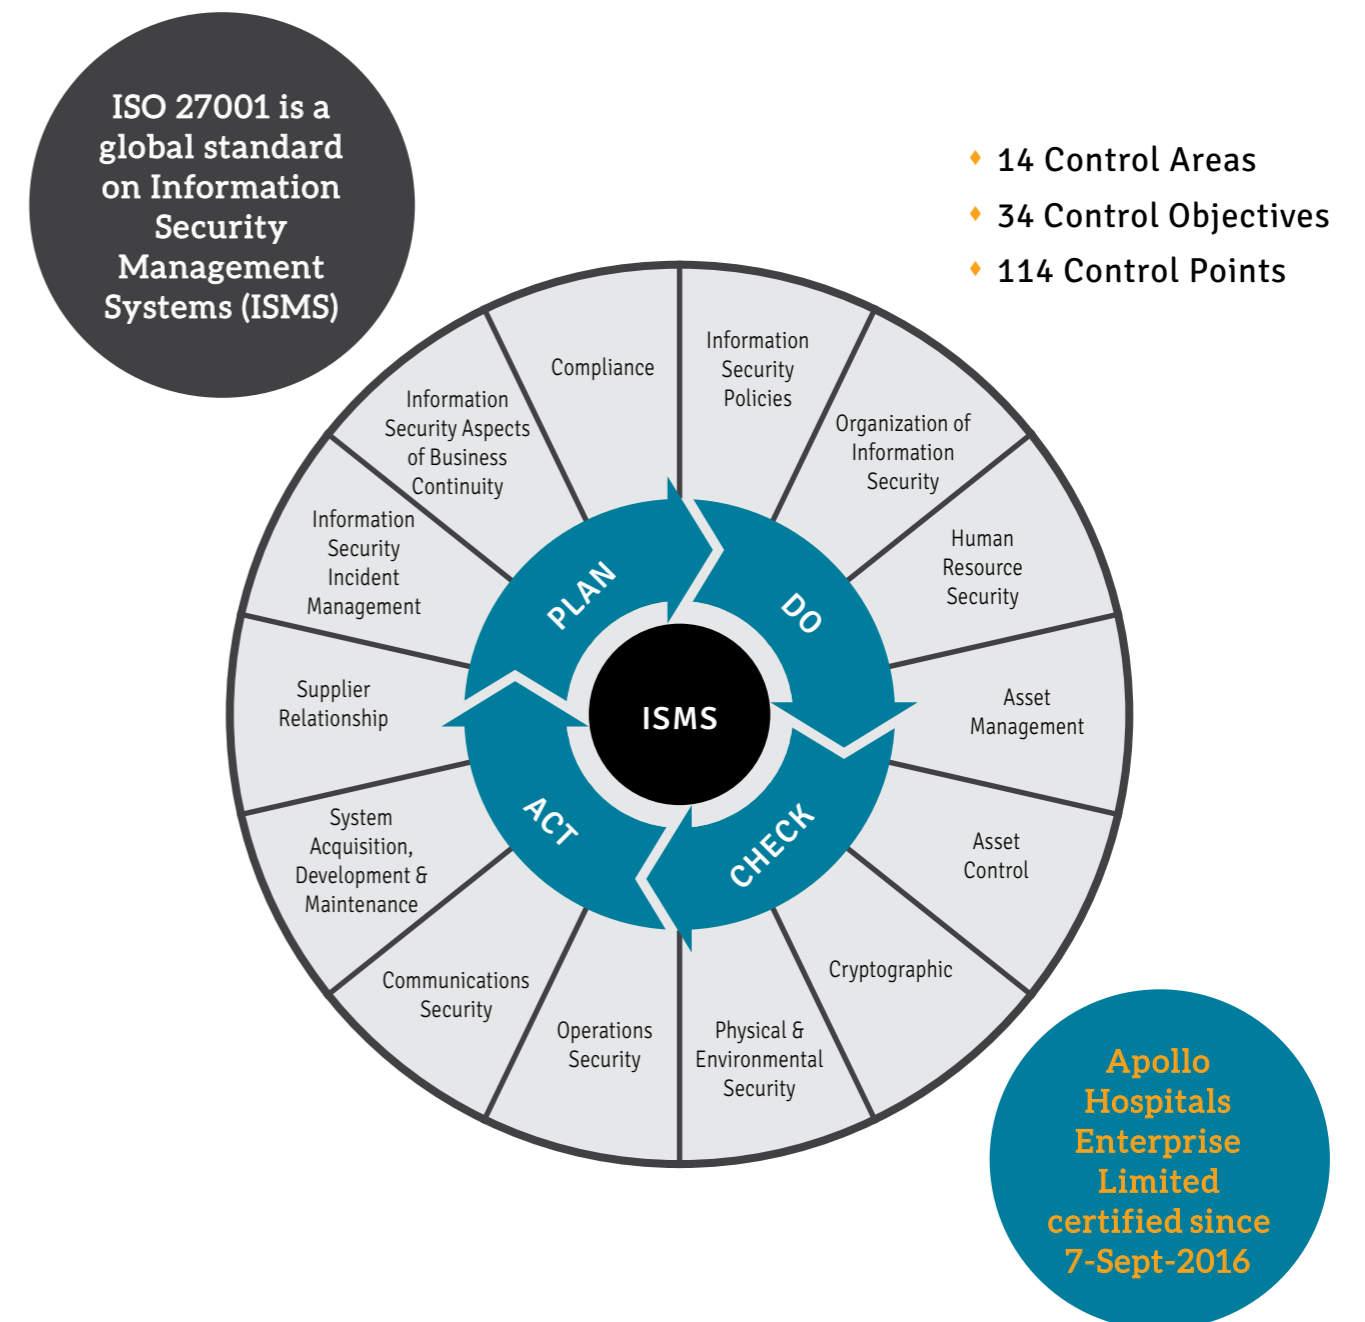 ISO 27001 is a
global standard
on Information
Security
Management
Systems (ISMS)
14 Control Areas
34 Control Objectives
114 Control Points
Information
Security
Policies
Organization of
Information
Security
Human
Resource
Security
Asset
Management
Asset
Control
Cryptographic
Physical &
Environmental
Security
Operations
Security
Communications
Security
System
Acquisition,
Development &
Maintenance
Supplier
Relationship
Information
Security
Incident
Management
Information
Security Aspects
of Business
Continuity
Compliance
PLAN
DO
CHECK
ACT
ISMS
Apollo
Hospitals
Enterprise
Limited
certified since
7-Sept-2016